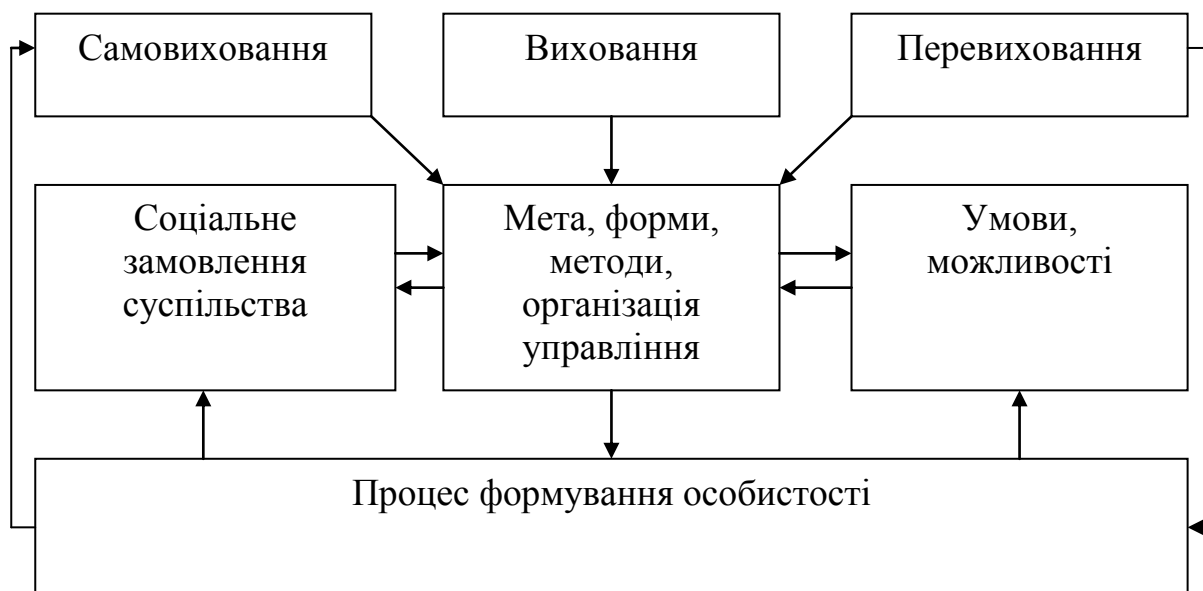 Самовиховання
Виховання
Перевиховання
Соціальне
замовлення
суспільства
Мета, форми,
методи,
організація
управління
Умови,
можливості
Процес формування особистості